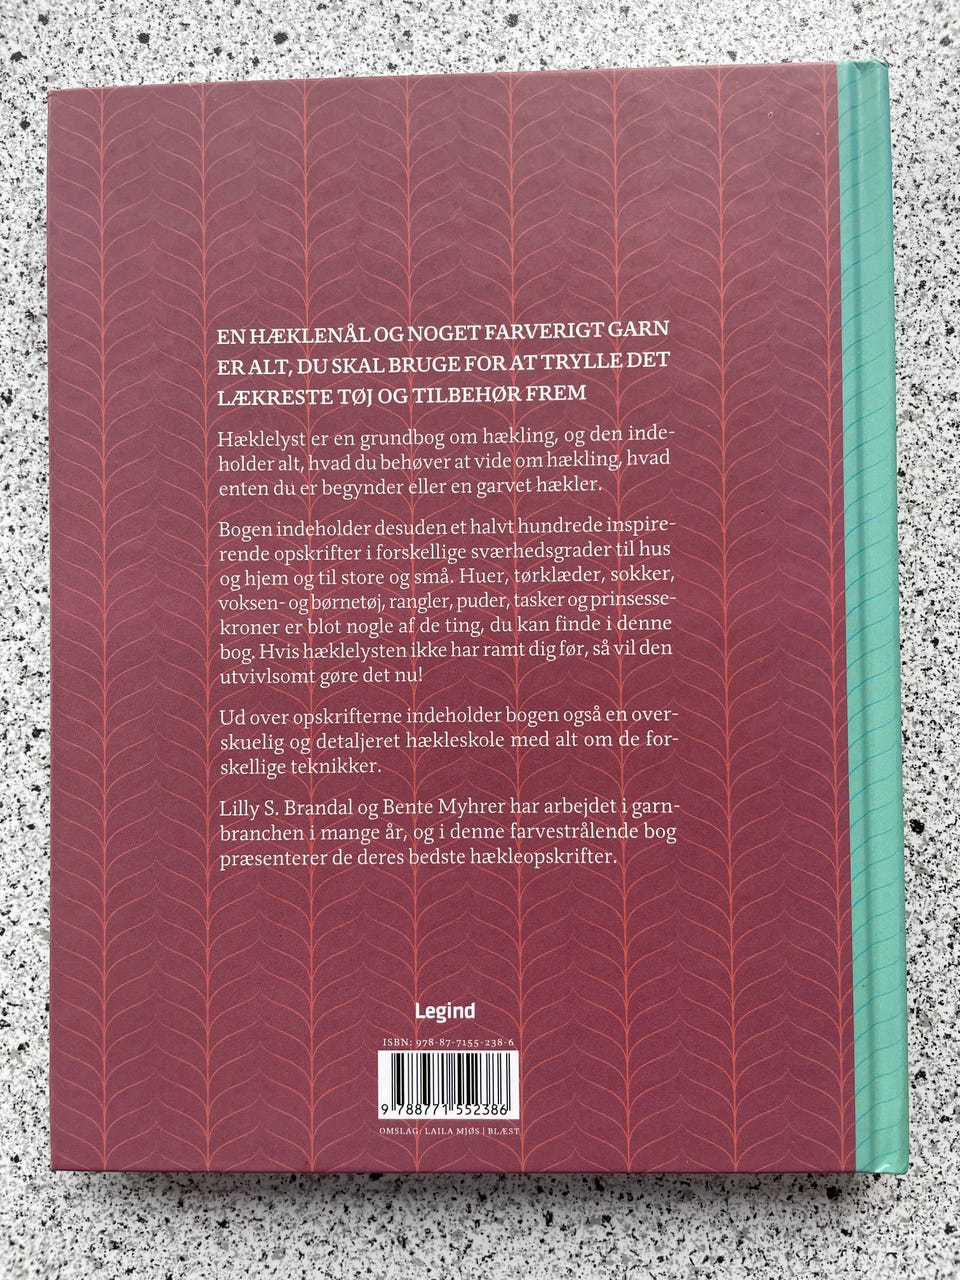 EN HÆKLENÅL OG NOGET FARVERIGT GARN
ER ALT, DU SKAL BRUGE FOR AT TRYLLE DET
LÆKRESTE TØJ OG TILBEHØR FREM
Hæklelyst er en grundbog om hækling, og den inde-
holder alt, hvad du behøver at vide om hækling, hvad
enten du er begynder eller en garvet hækler.
Bogen indeholder desuden et halvt hundrede inspire-
rende opskrifter i forskellige sværhedsgrader til hus
og hjem og til store og små. Huer, tørklæder, sokker,
voksen- og børnetøj, rangler, puder, tasker og prinsesse-
kroner er blot nogle af de ting, du kan finde i denne
bog. Hvis hæklelysten ikke har ramt dig før, så vil den
utvivlsomt gøre det nu!
Ud over opskrifterne indeholder bogen også en over-
skuelig og detaljeret hækleskole med alt om de for-
skellige teknikker.
Lilly S. Brandal og Bente Myhrer har arbejdet i garn-
branchen i mange år, og i denne farvestrålende bog
præsenterer de deres bedste hækleopskrifter.
Legind
ISBN: 978-87-7155-238-6
9 788771 552386
OMSLAG: LAILA MJØS | BLÆST